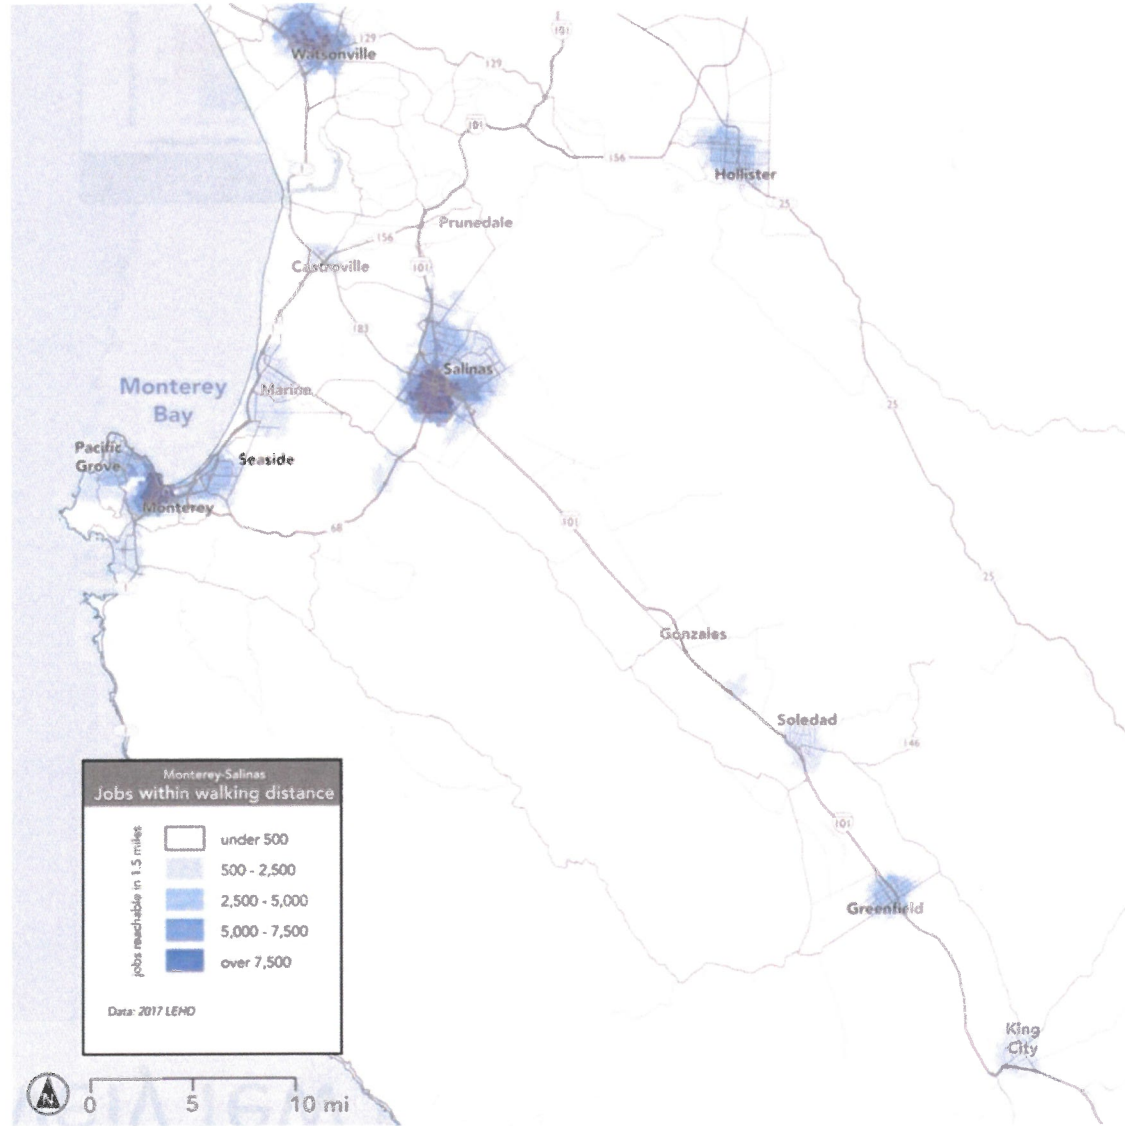 129
101
Watsonville
129
101
156
Hollister
1
25
Prunedale
156
Castroville
101
183
Salinas
Monterey
Bay
Marina
25
Pacific
Grove
Seaside
Monterey
68
101
25
1
Gonzales
Soledad
146
Monterey-Salinas
Jobs within walking distance
jobs reachable in 1.5 miles
under 500
500 - 2,500
2,500 - 5,000
5,000 - 7,500
over 7,500
Data: 2017 LEHD
101
Greenfield
King
City
N
0 5 10 mi